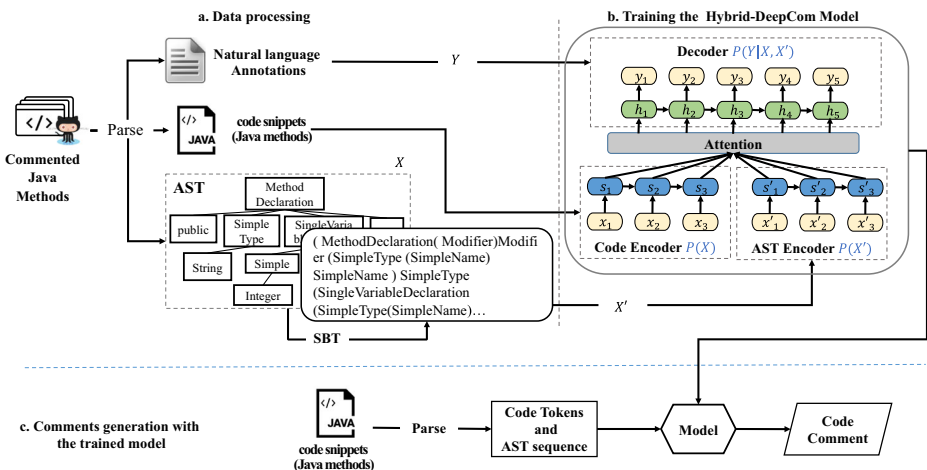 a. Data processing
b. Training the Hybrid-DeepCom Model
Natural language
Annotations
Y
Decoder P(Y|X, X′)
y1 y2 y3 y4 y5
h1 h2 h3 h4 h5
Attention
</>
Commented
Java
Methods
Parse
</>
JAVA
code snippets
(Java methods)
X
s1 s2 s3
s′1 s′2 s′3
x1 x2 x3
x′1 x′2 x′3
Code Encoder P(X)
AST Encoder P(X′)
AST
Method
Declaration
public
Simple
Type
SingleVaria
bl
String
Simple
Integer
( MethodDeclaration( Modifier)Modifi
er (SimpleType (SimpleName)
SimpleName ) SimpleType
(SingleVariableDeclaration
(SimpleType(SimpleName)…
X′
SBT
c. Comments generation with
the trained model
</>
JAVA
code snippets
(Java methods)
Parse
Code Tokens
and
AST sequence
Model
Code
Comment